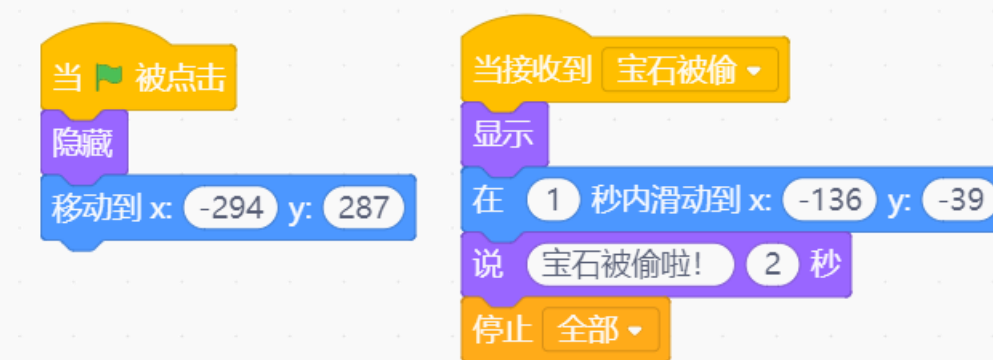 当 被点击
隐藏
移动到 x: -294 y: 287
当接收到 宝石被偷
显示
在 1 秒内滑动到 x: -136 y: -39
说 宝石被偷啦！ 2 秒
停止 全部